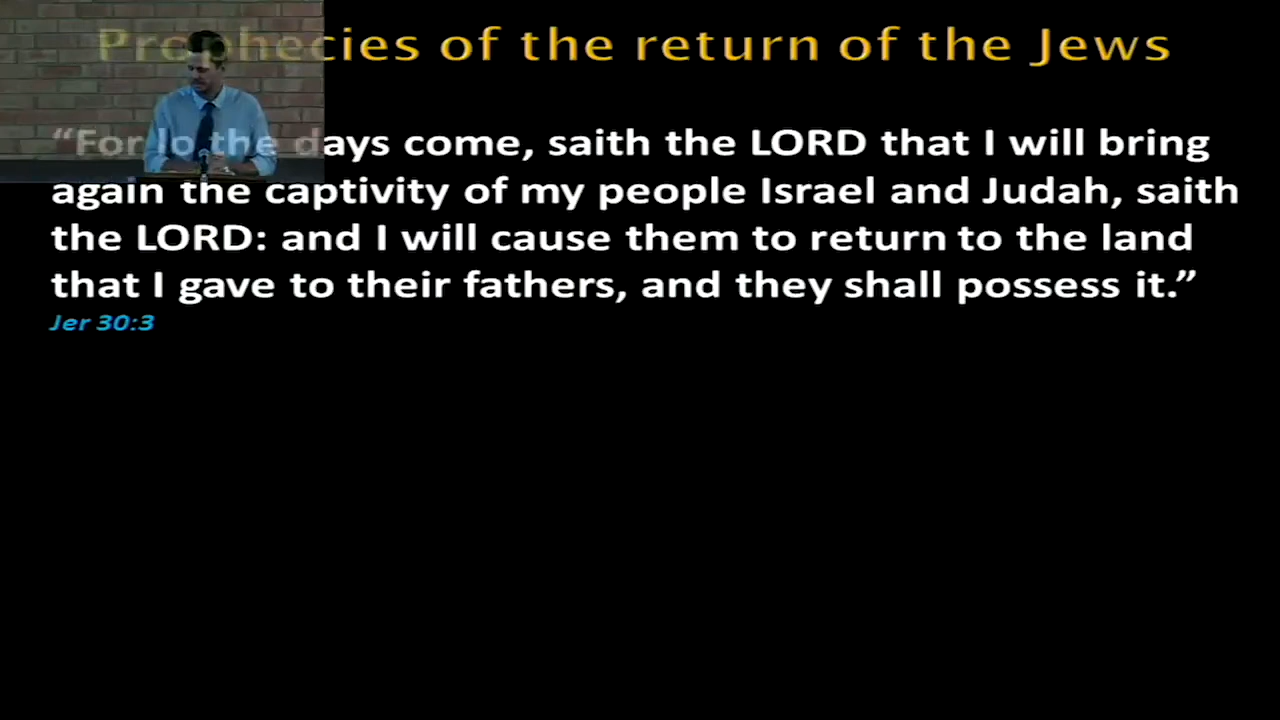 Prophecies of the return of the Jews
“For lo the days come, saith the LORD that I will bring
again the captivity of my people Israel and Judah, saith
the LORD: and I will cause them to return to the land
that I gave to their fathers, and they shall possess it.”
Jer 30:3